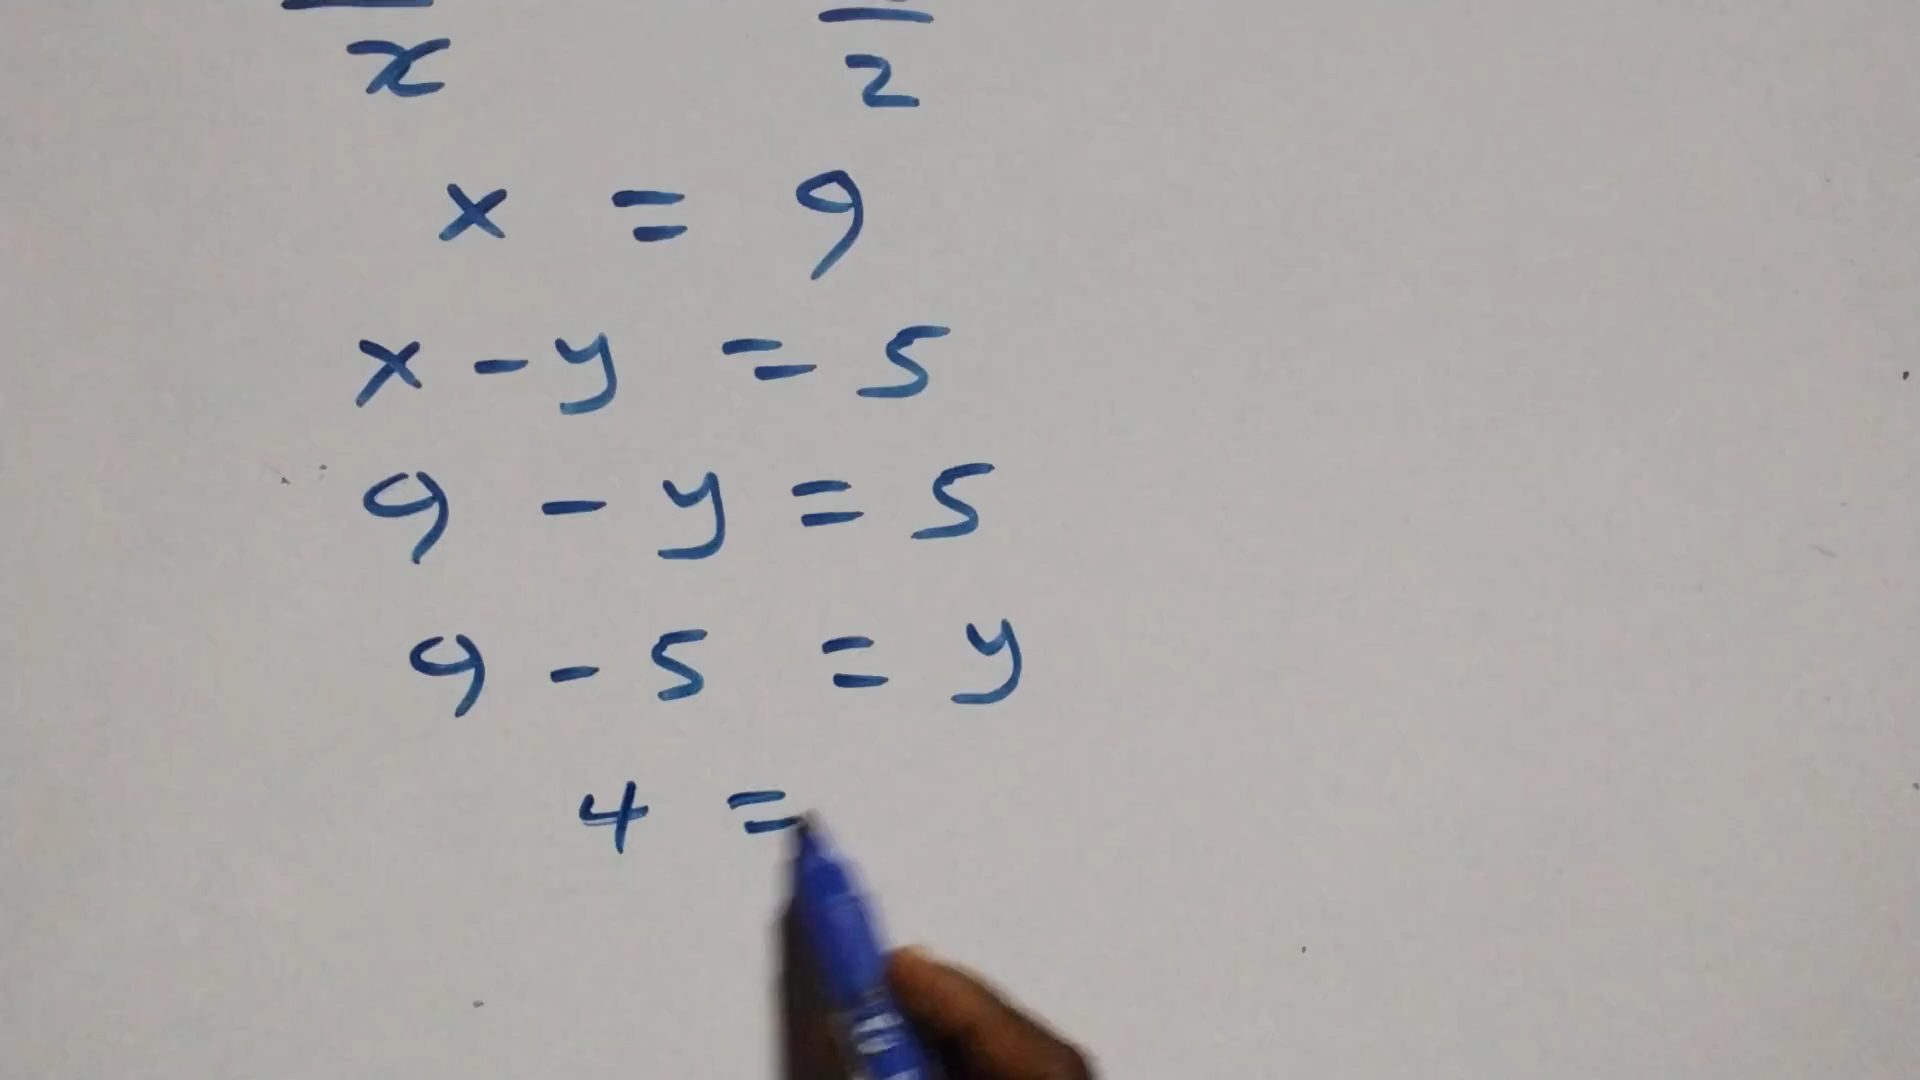 x 2
x = 9
x - y = 5
9 - y = 5
9 - 5 = y
4 =